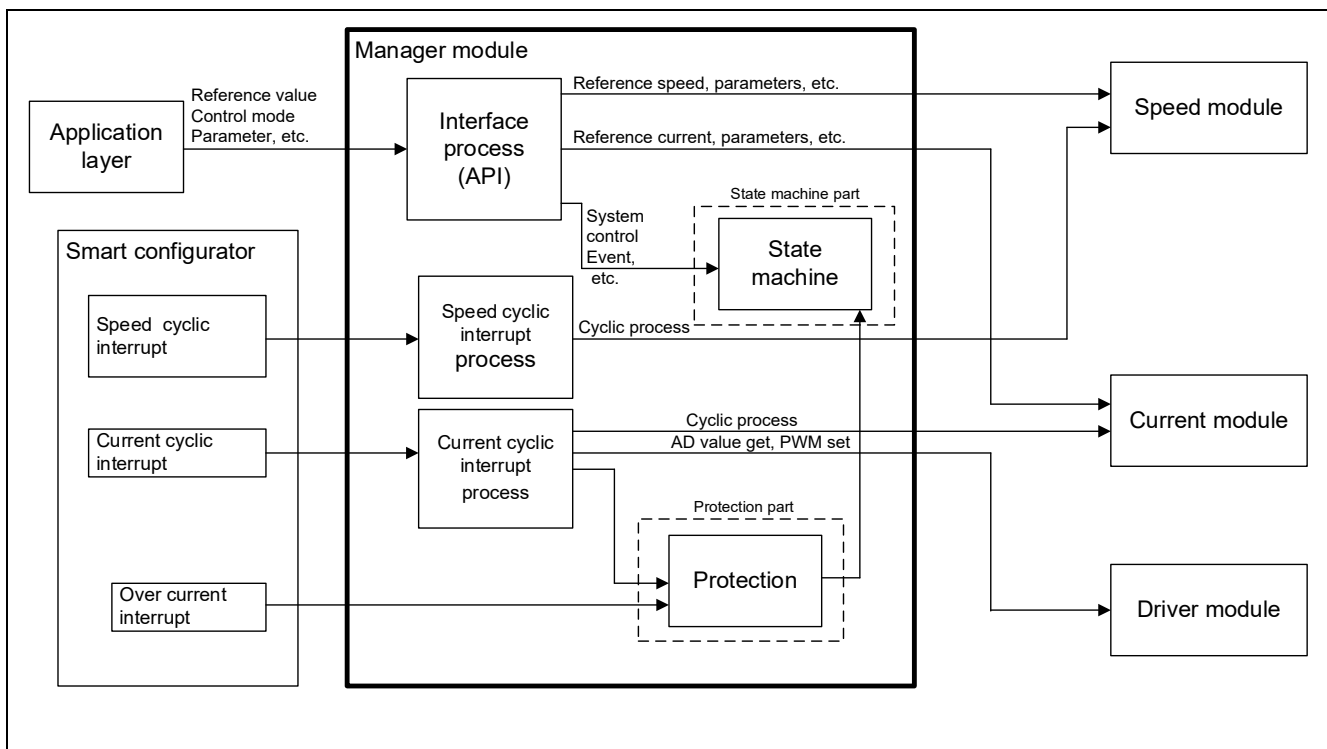 Manager module
Application
layer
Reference value
Control mode
Parameter, etc.
Interface
process
(API)
Reference speed, parameters, etc.
Reference current, parameters, etc.
System
control
Event,
etc.
State machine part
State
machine
Speed module
Smart configurator
Speed cyclic
interrupt
Speed cyclic
interrupt
process
Cyclic process
Current cyclic
interrupt
Current cyclic
interrupt
process
Cyclic process
AD value get, PWM set
Current module
Protection part
Protection
Over current
interrupt
Driver module